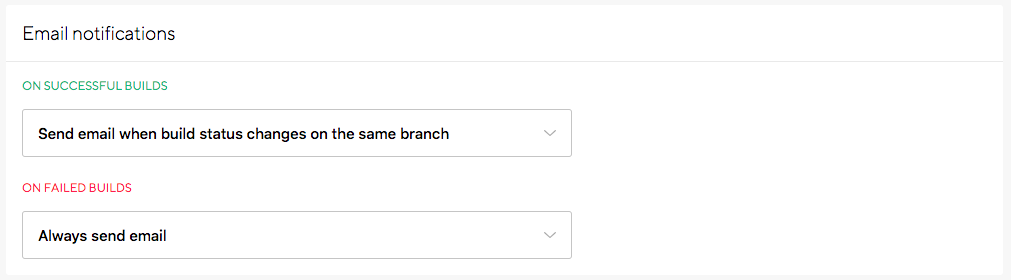 Email notifications
ON SUCCESSFUL BUILDS
Send email when build status changes on the same branch
ON FAILED BUILDS
Always send email